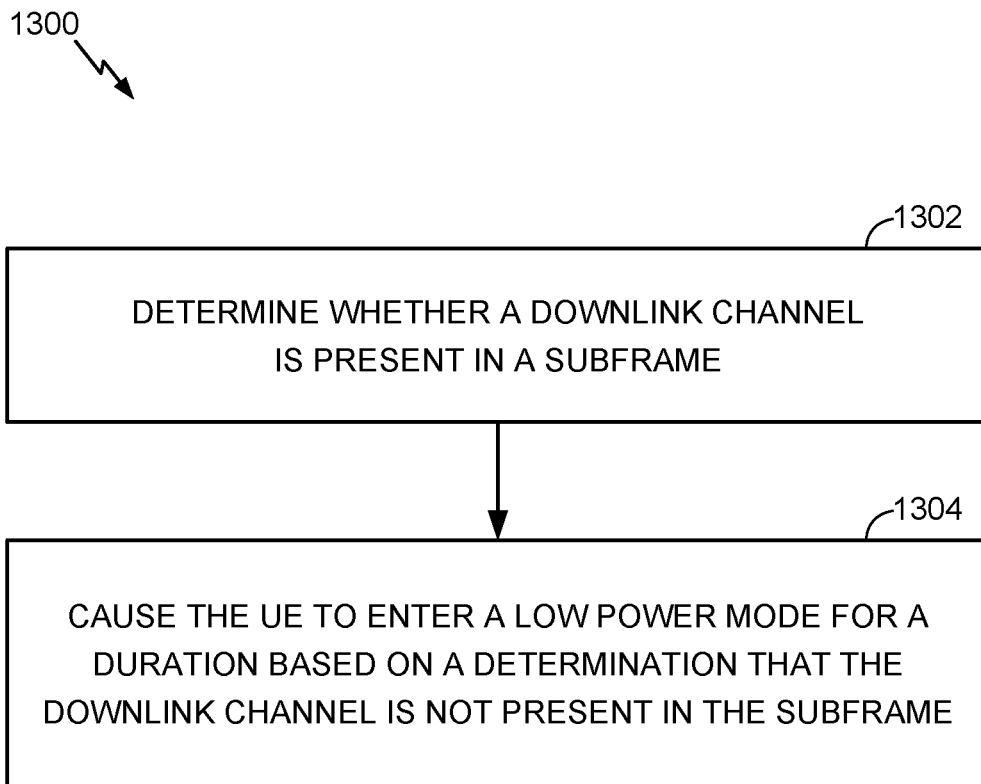 1300
1302
DETERMINE WHETHER A DOWNLINK CHANNEL
IS PRESENT IN A SUBFRAME
1304
CAUSE THE UE TO ENTER A LOW POWER MODE FOR A
DURATION BASED ON A DETERMINATION THAT THE
DOWNLINK CHANNEL IS NOT PRESENT IN THE SUBFRAME